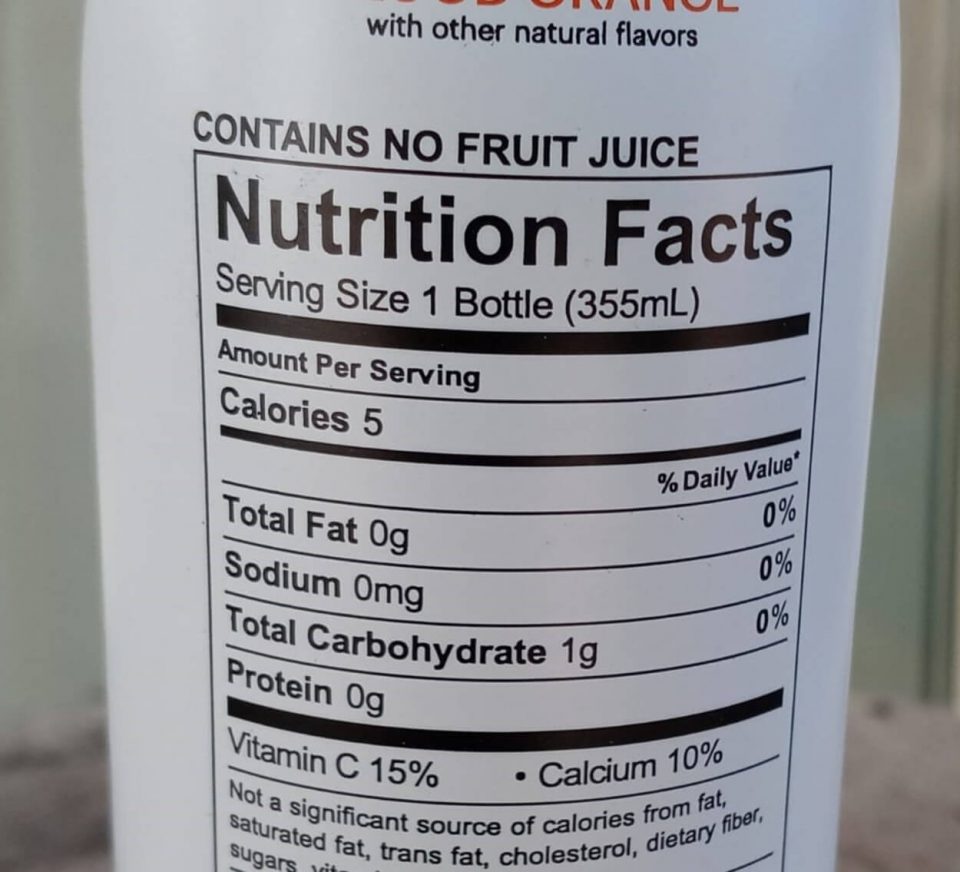 ORANGE
with other natural flavors
CONTAINS NO FRUIT JUICE
Nutrition Facts
Serving Size 1 Bottle (355mL)
Amount Per Serving
Calories 5
% Daily Value*
Total Fat 0g 0%
Sodium 0mg 0%
Total Carbohydrate 1g 0%
Protein 0g
Vitamin C 15% • Calcium 10%
Not a significant source of calories from fat,
saturated fat, trans fat, cholesterol, dietary fiber,
sugars,